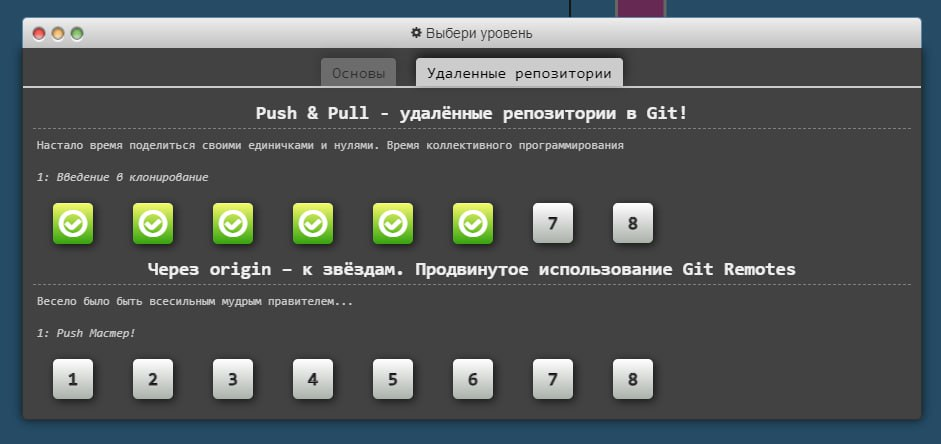 Выбери уровень
Основы Удаленные репозитории
Push & Pull - удалённые репозитории в Git!
Настало время поделиться своими единичками и нулями. Время коллективного программирования
1: Введение в клонирование
7 8
Через origin – к звёздам. Продвинутое использование Git Remotes
Весело было быть всесильным мудрым правителем...
1: Push Мастер!
1 2 3 4 5 6 7 8